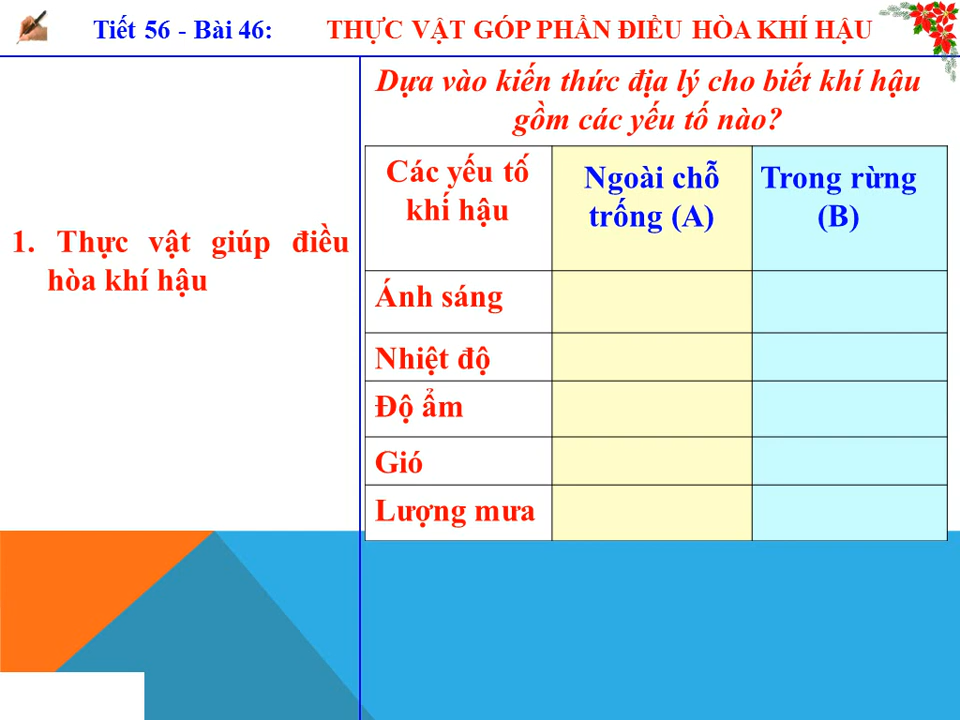 Tiết 56 - Bài 46: THỰC VẬT GÓP PHẦN ĐIỀU HÒA KHÍ HẬU
1. Thực vật giúp điều
hòa khí hậu
Dựa vào kiến thức địa lý cho biết khí hậu
gồm các yếu tố nào?
Các yếu tố
khí hậu
Ngoài chỗ
trống (A)
Trong rừng
(B)
Ánh sáng
Nhiệt độ
Độ ẩm
Gió
Lượng mưa